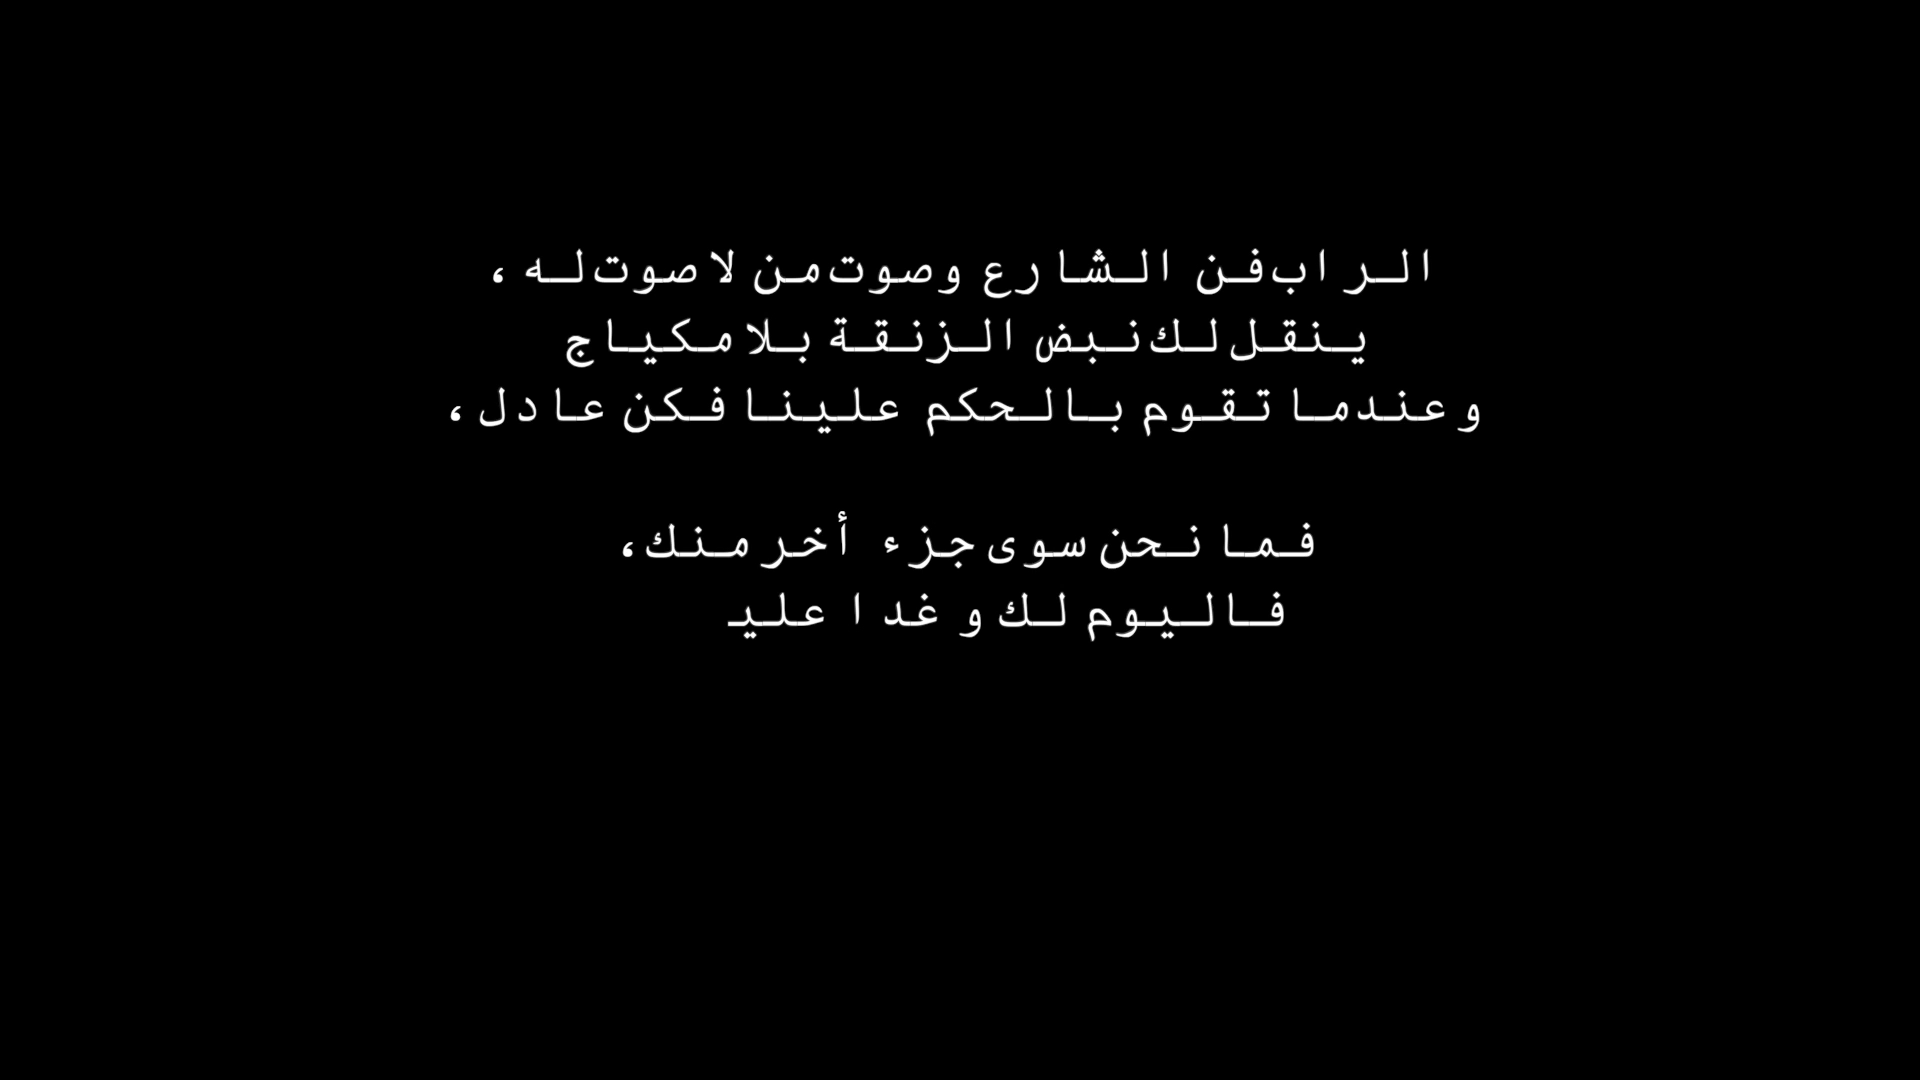 الراب فن الشارع وصوت من لا صوت له ،
ينقل لك نبض الزنقة بلا مكياج
وعندما تقوم بالحكم علينا فكن عادل،
فما نحن سوى جزء أخر منك،
فاليوم لك و غدا عليـ